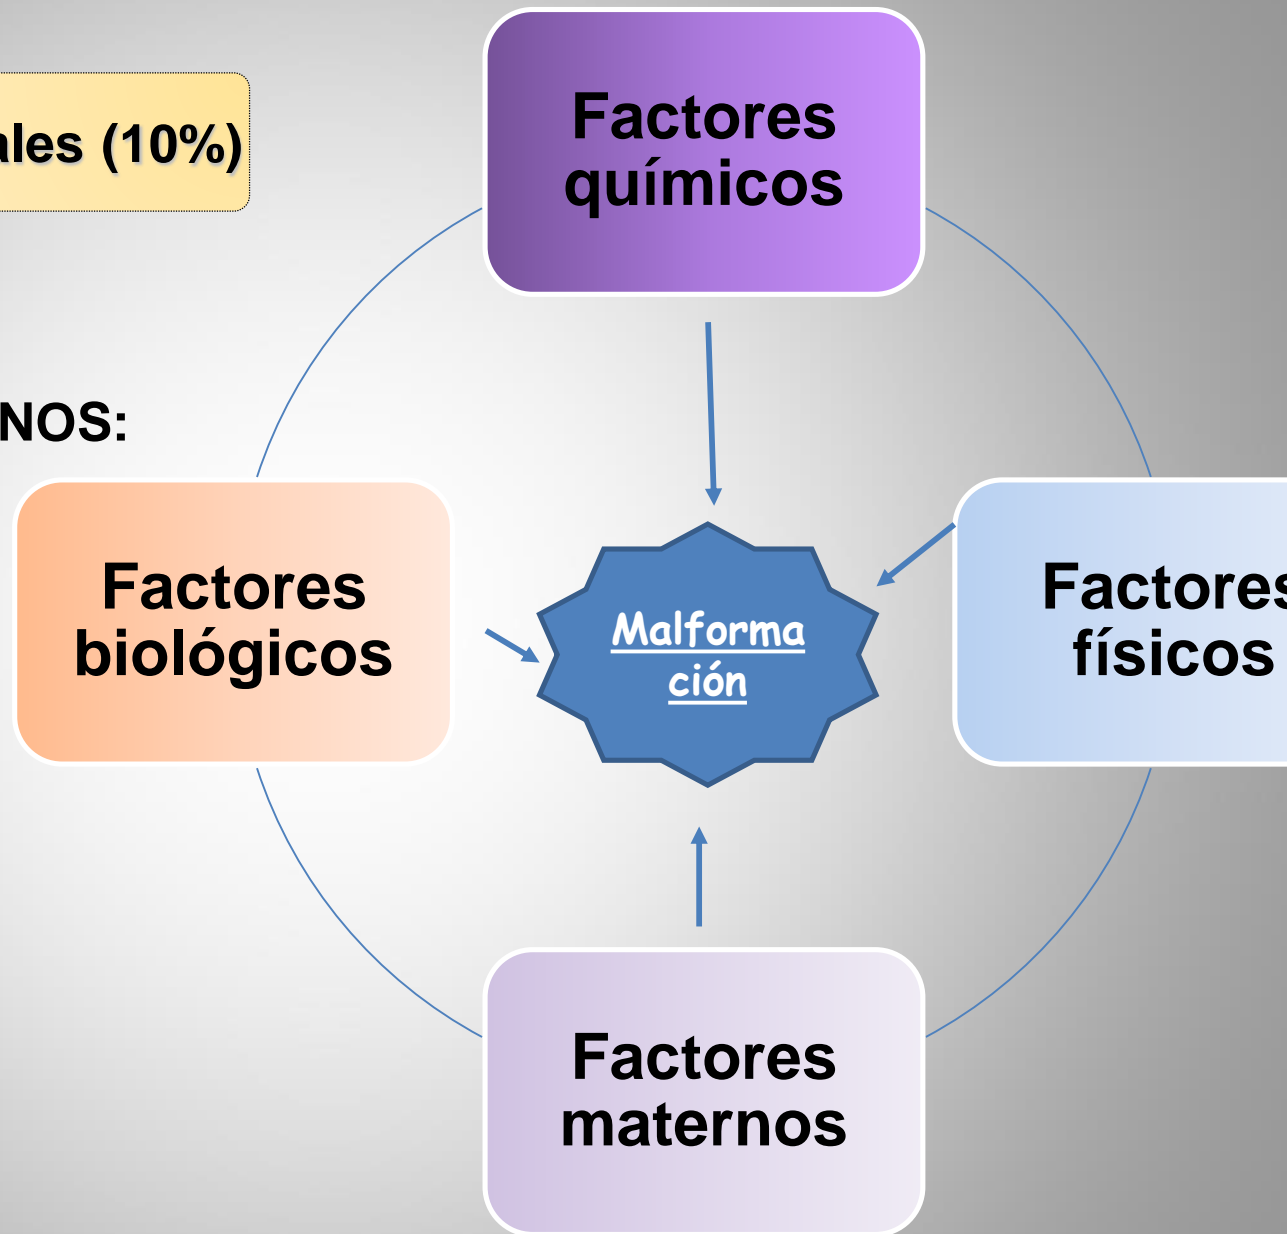 Factores
químicos
ales (10%)
NOS:
Factores
biológicos
Malforma
ción
Factores
físicos
Factores
maternos